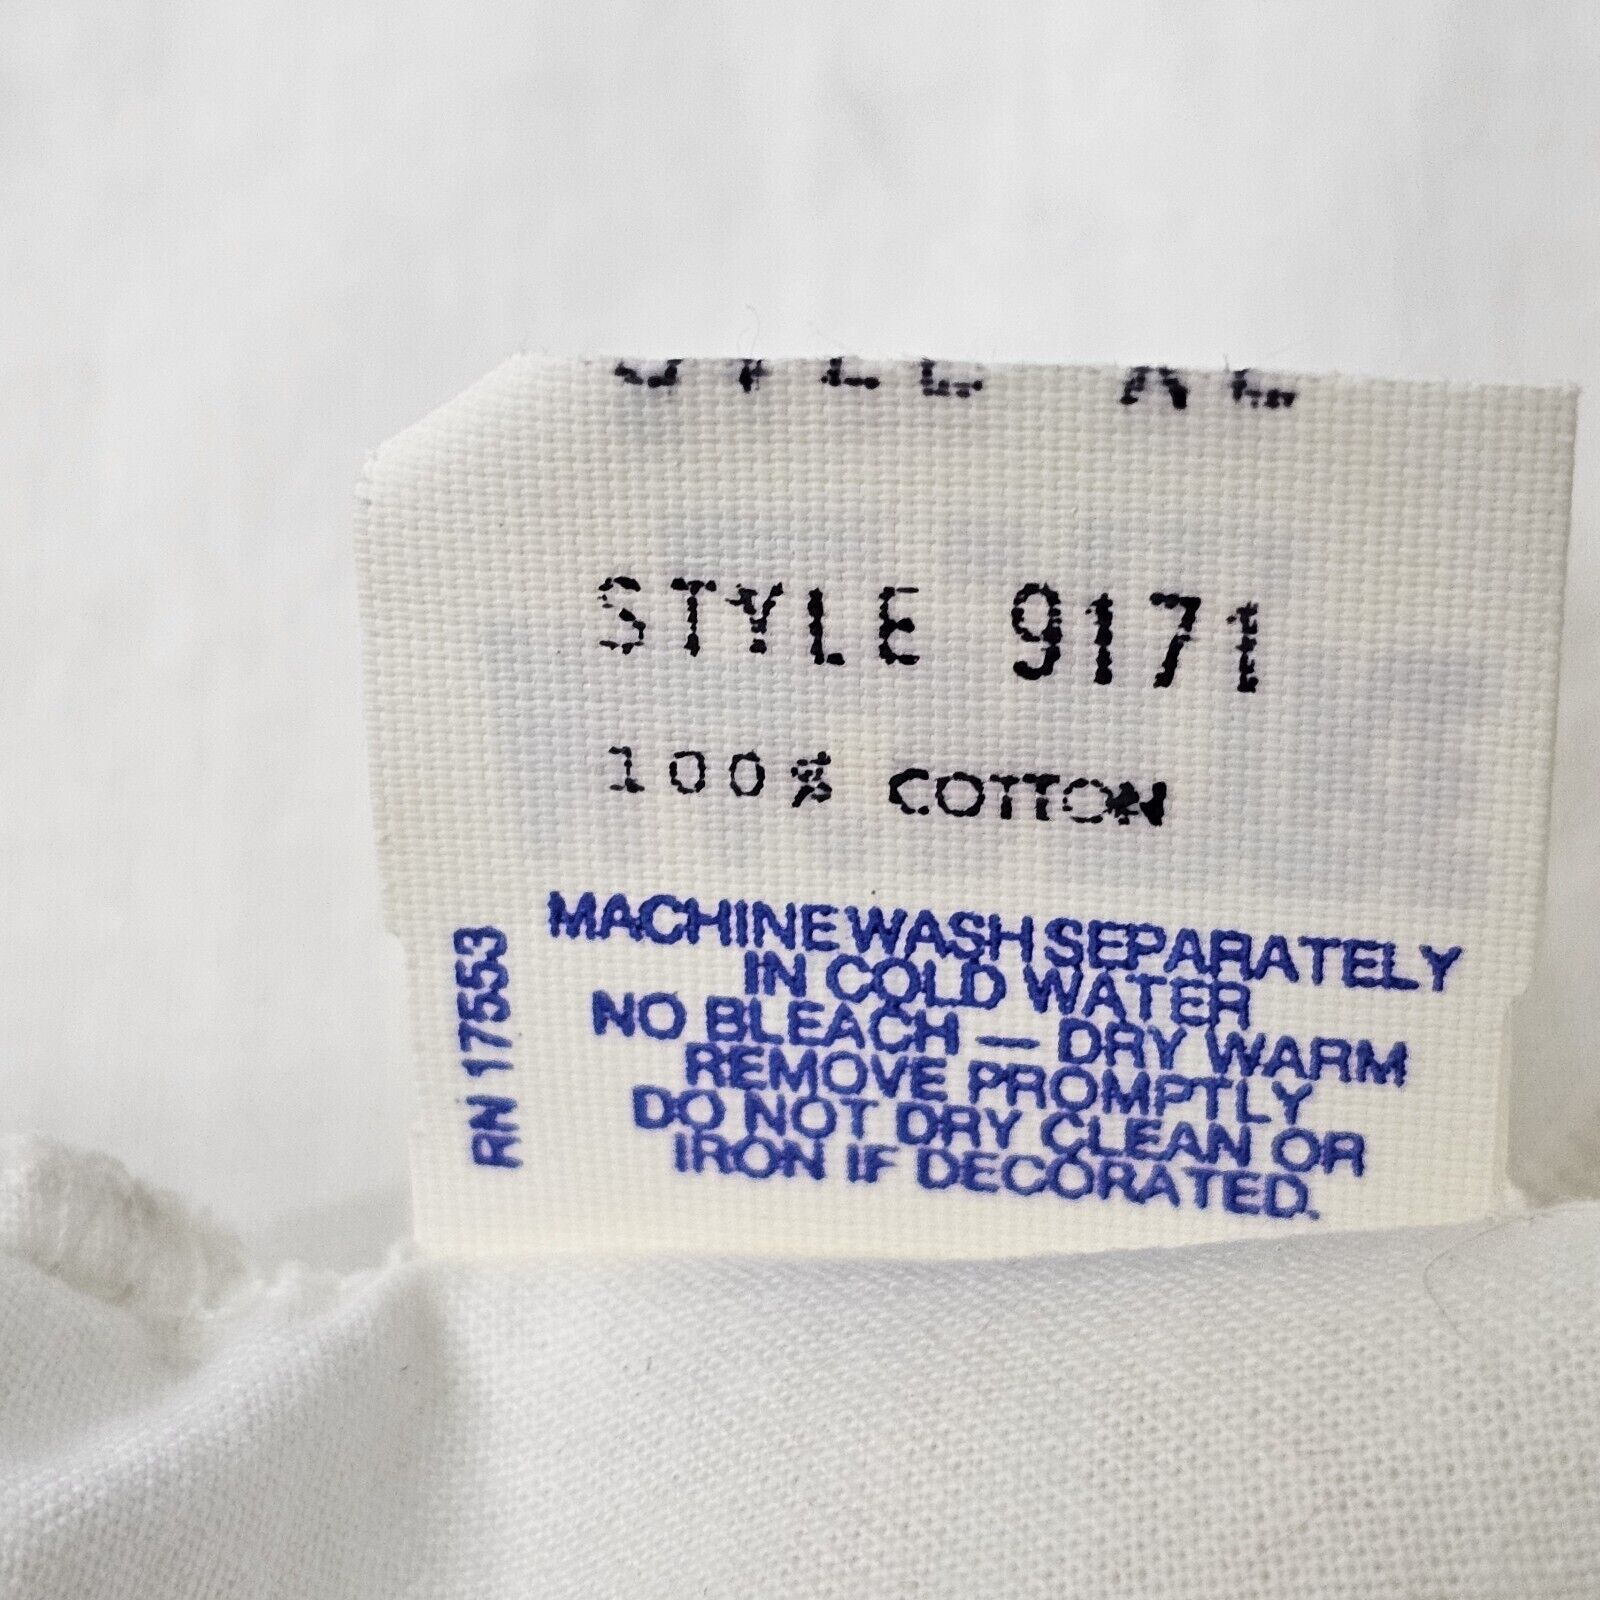 STYLE 9171
100% COTTON
MACHINE WASH SEPARATELY
IN COLD WATER
NO BLEACH — DRY WARM
REMOVE PROMPTLY
DO NOT DRY CLEAN OR
IRON IF DECORATED.
RN 17553